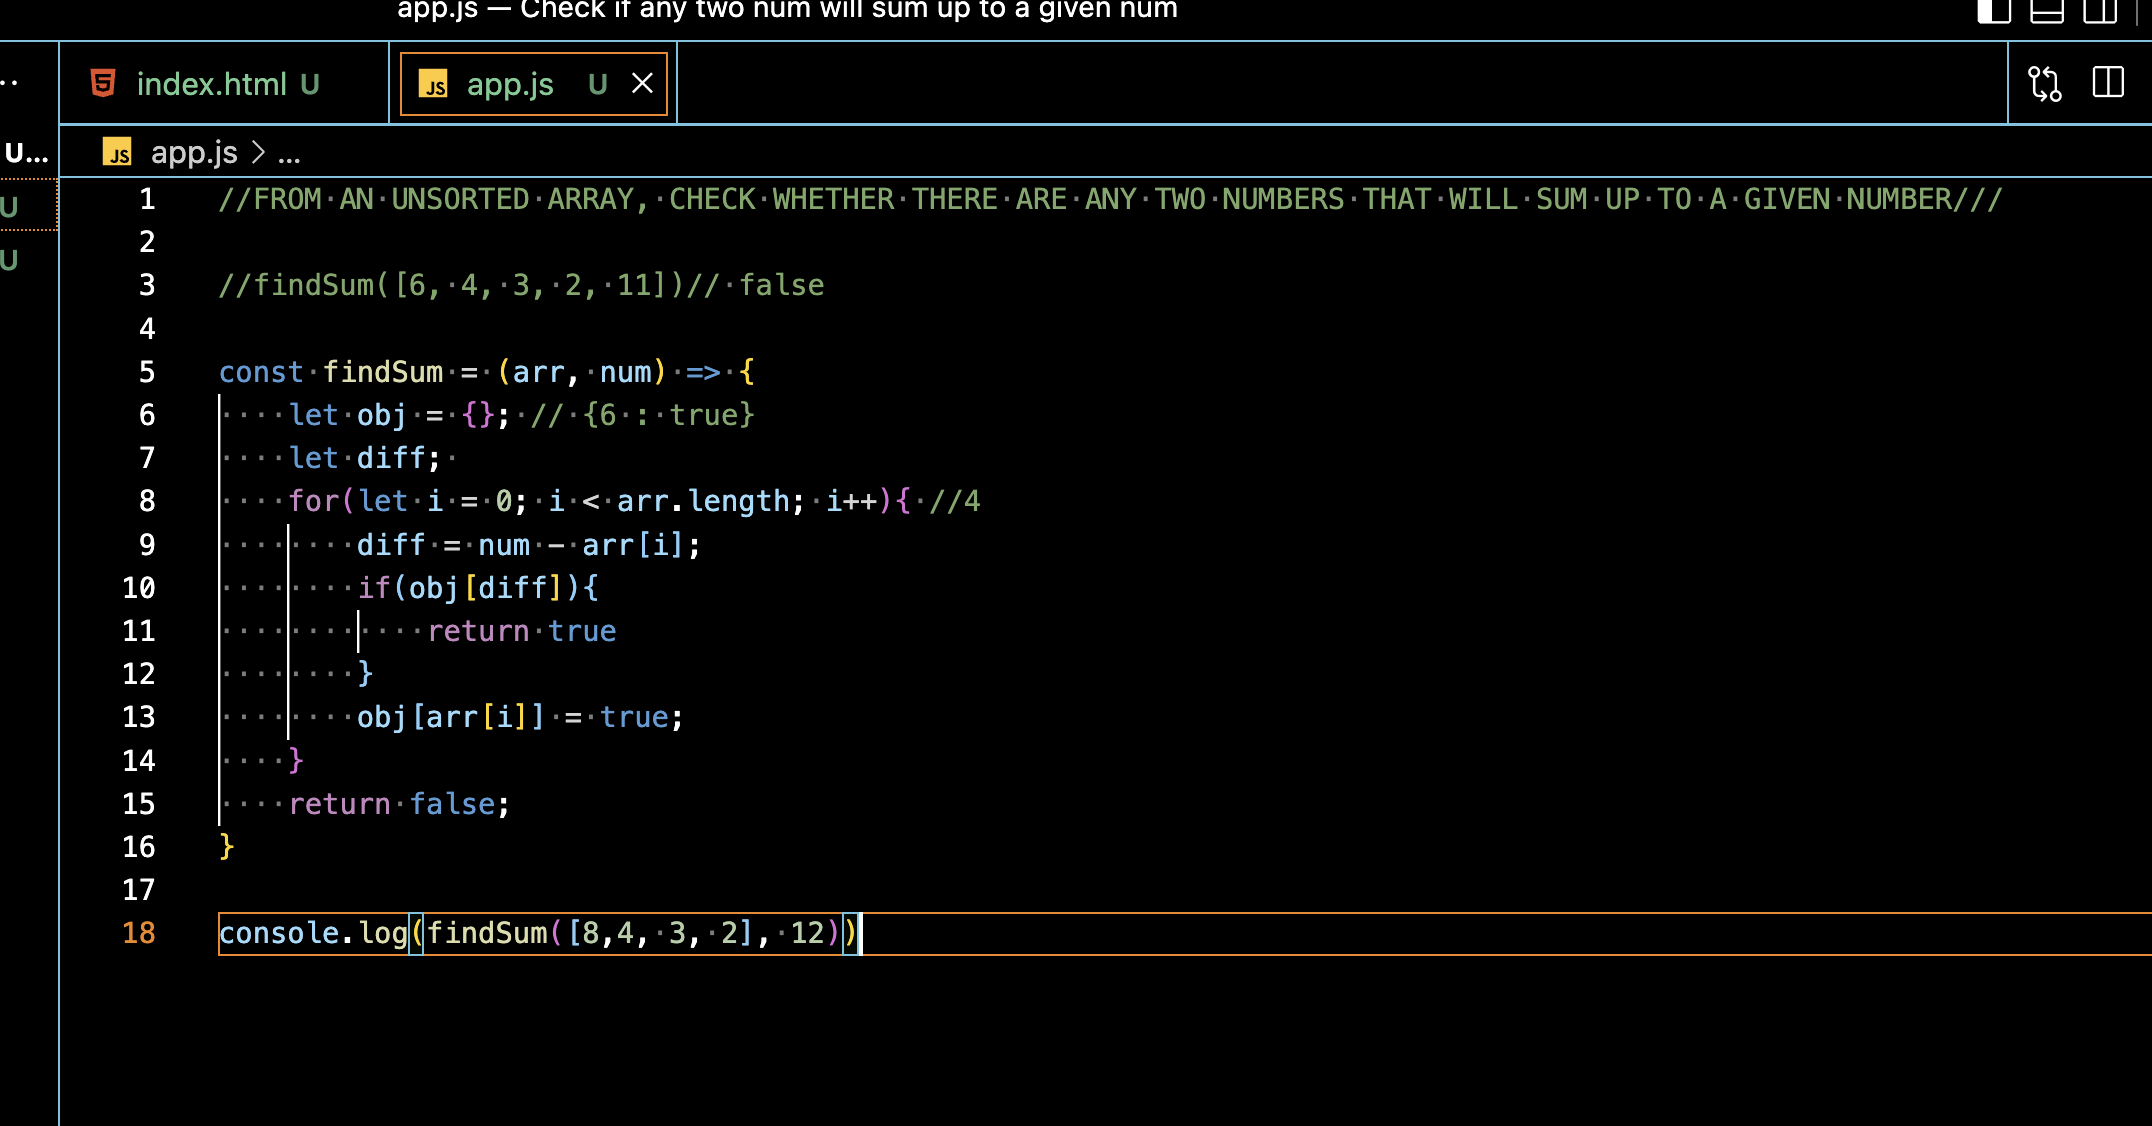 app.js — Check if any two num will sum up to a given num
index.html U
app.js U
U...
app.js > ...
U
U
1 //FROM AN UNSORTED ARRAY, CHECK WHETHER THERE ARE ANY TWO NUMBERS THAT WILL SUM UP TO A GIVEN NUMBER///
2
3 //findSum([6, 4, 3, 2, 11])// false
4
5 const findSum = (arr, num) => {
6     let obj = {}; // {6 : true}
7     let diff;
8     for(let i = 0; i < arr.length; i++){ //4
9         diff = num - arr[i];
10         if(obj[diff]){
11             return true
12         }
13         obj[arr[i]] = true;
14     }
15     return false;
16 }
17
18 console.log(findSum([8,4, 3, 2], 12))